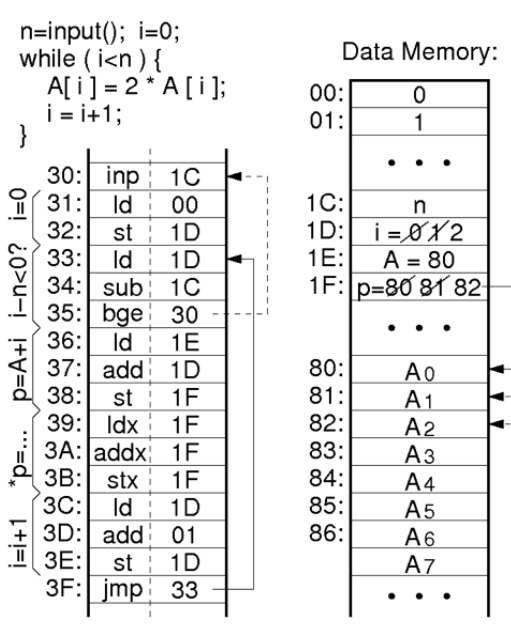 n=input(); i=0;
while ( i<n ) {
A[ i ] = 2 * A [ i ];
i = i+1;
}
i=0
i-n<0?
p=A+i
*p=...
i=i+1
30: inp 1C
31: ld 00
32: st 1D
33: ld 1D
34: sub 1C
35: bge 30
36: ld 1E
37: add 1D
38: st 1F
39: ldx 1F
3A: addx 1F
3B: stx 1F
3C: ld 1D
3D: add 01
3E: st 1D
3F: jmp 33
Data Memory:
00: 0
01: 1
• • •
1C: n
1D: i = 0 1 2
1E: A = 80
1F: p=80 81 82
• • •
80: A0
81: A1
82: A2
83: A3
84: A4
85: A5
86: A6
A7
• • •